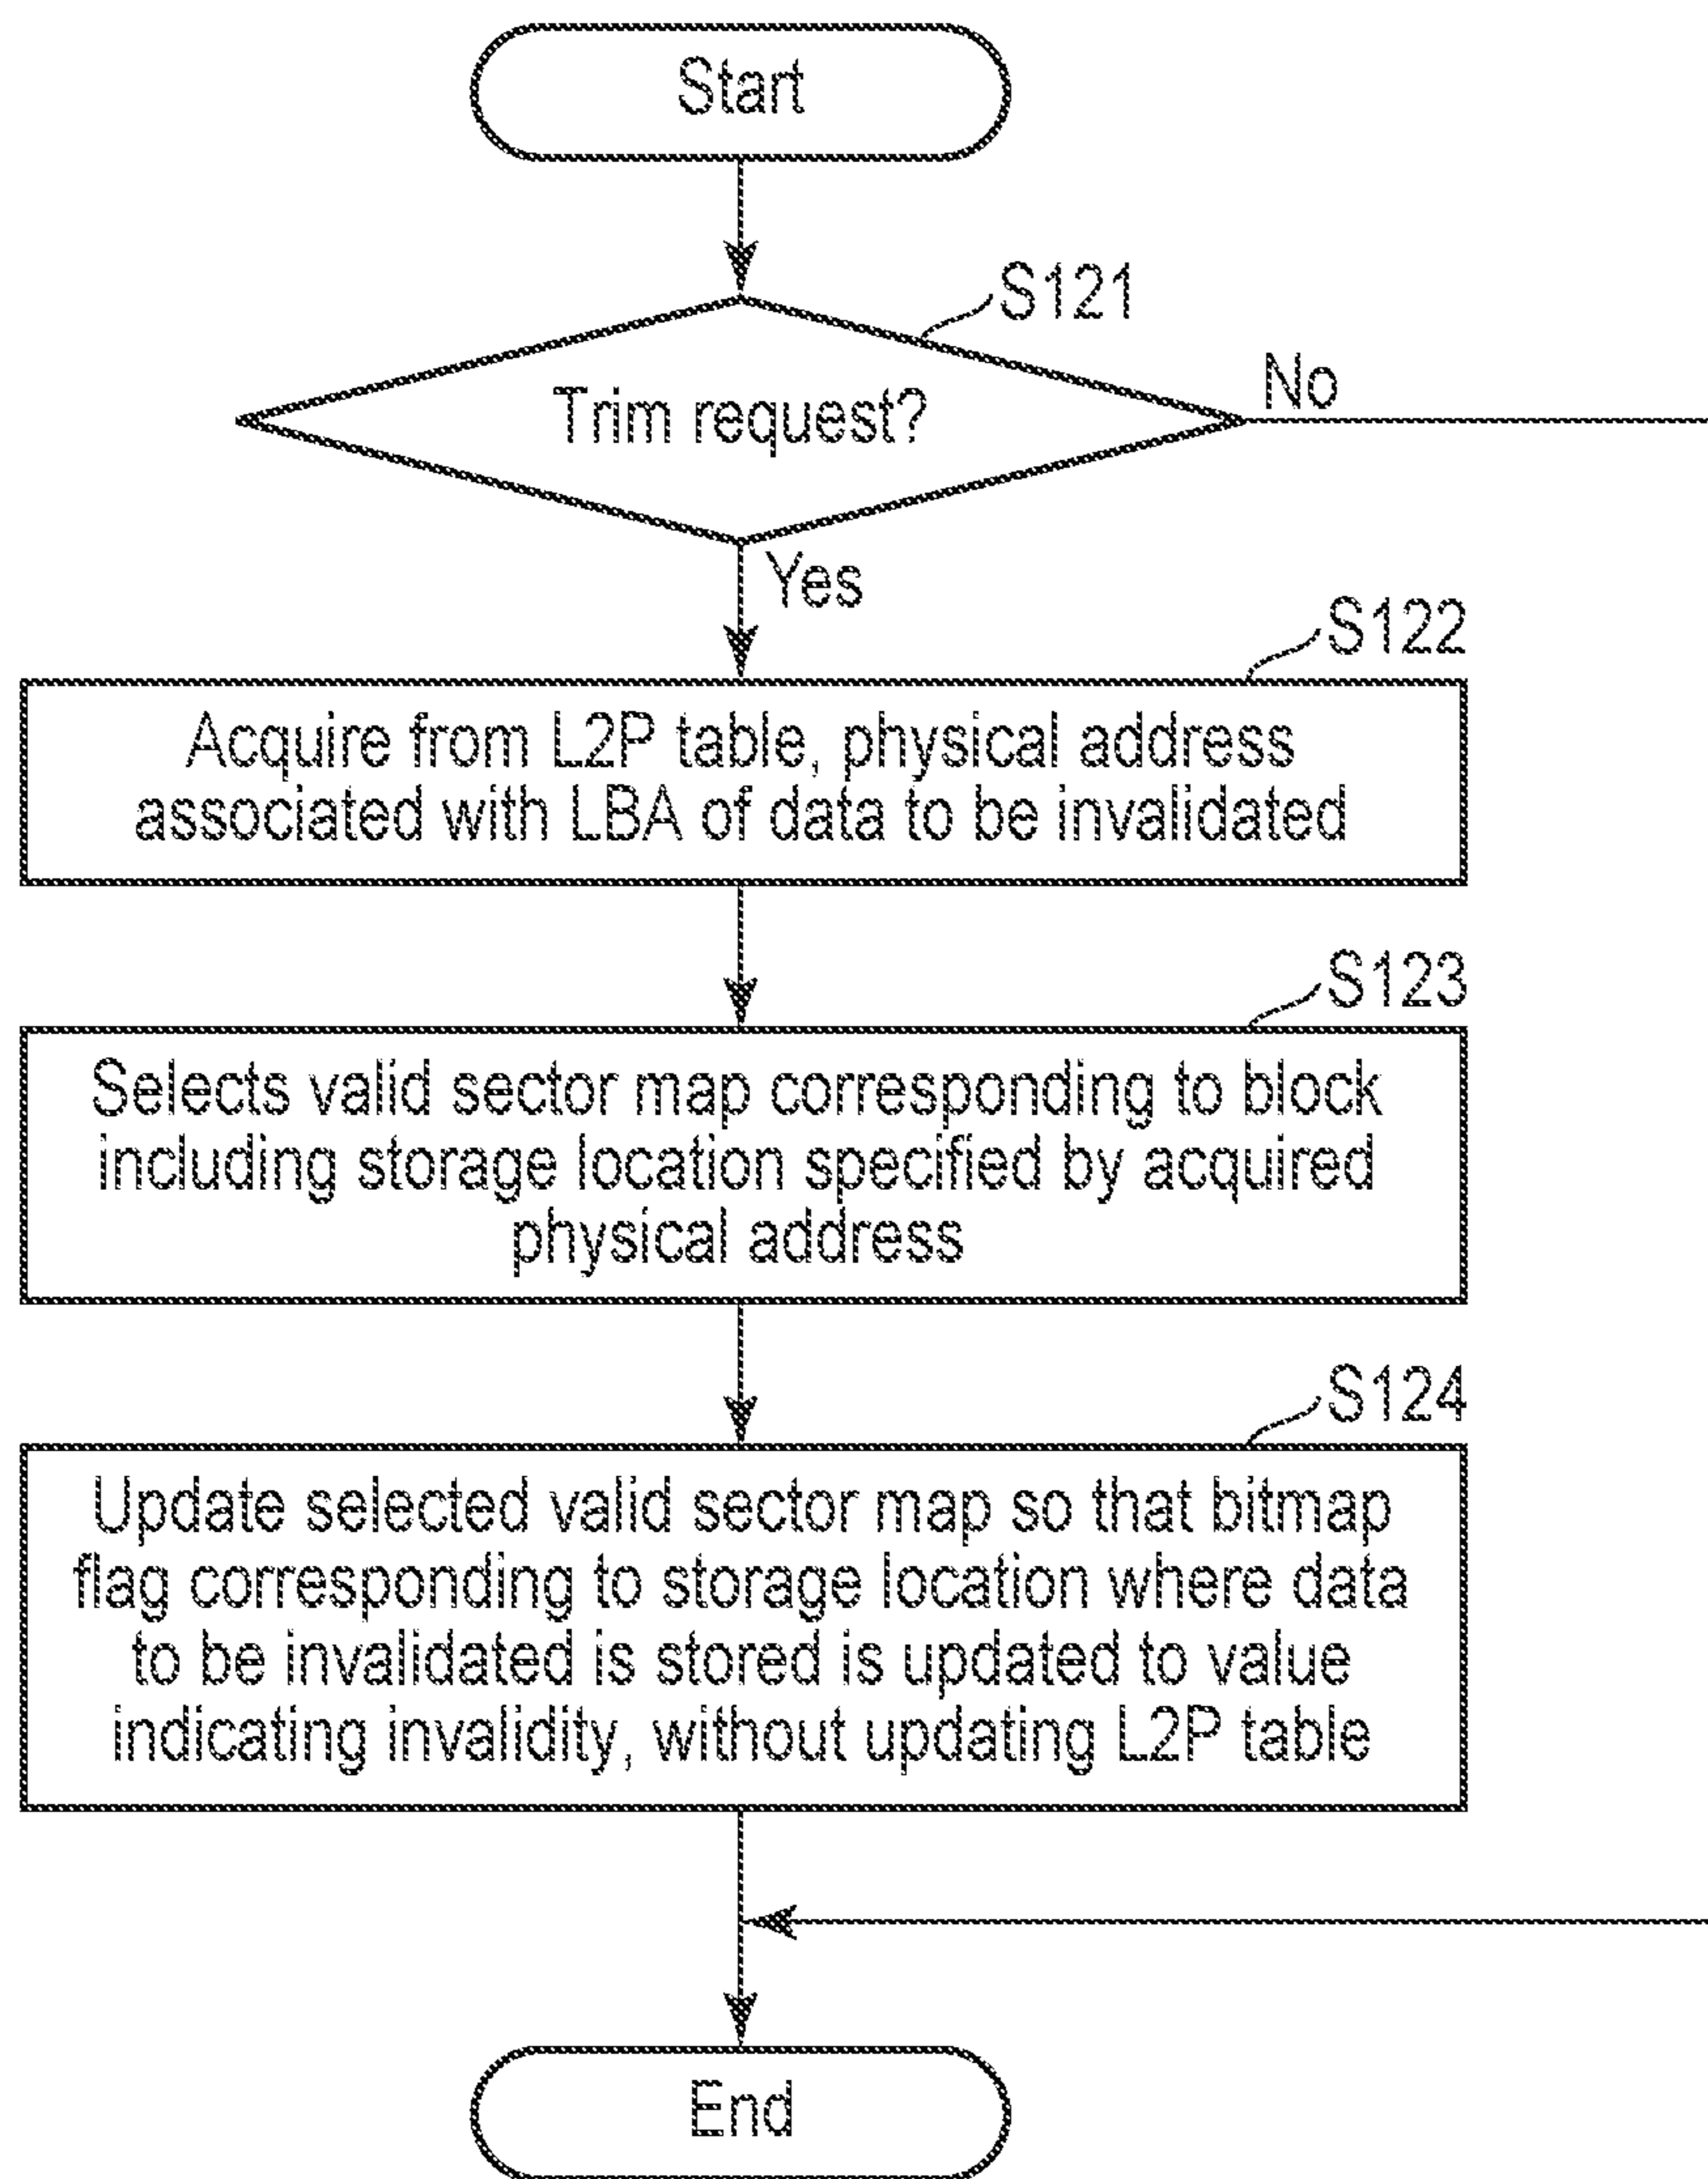 Start
S121
Trim request?
No
Yes
S122
Acquire from L2P table, physical address
associated with LBA of data to be invalidated
S123
Selects valid sector map corresponding to block
including storage location specified by acquired
physical address
S124
Update selected valid sector map so that bitmap
flag corresponding to storage location where data
to be invalidated is stored is updated to value
indicating invalidity, without updating L2P table
End